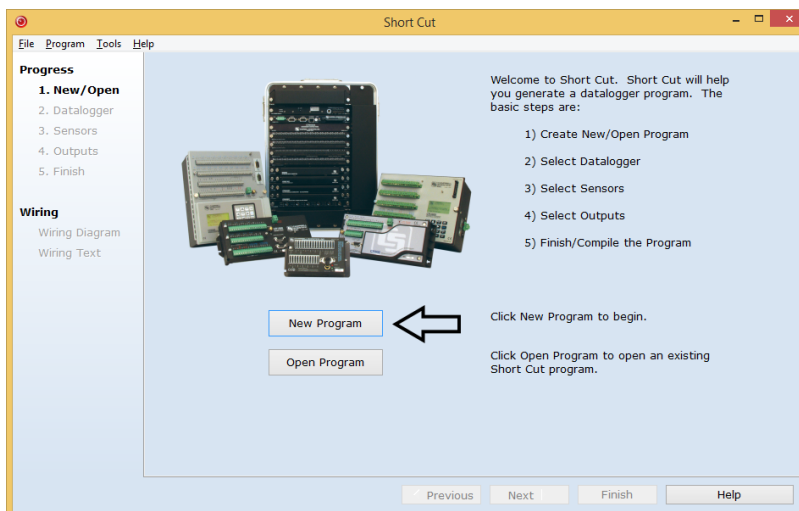 Short Cut
File Program Tools Help
Progress
1. New/Open
2. Datalogger
3. Sensors
4. Outputs
5. Finish
Wiring
Wiring Diagram
Wiring Text
Welcome to Short Cut. Short Cut will help
you generate a datalogger program. The
basic steps are:
1) Create New/Open Program
2) Select Datalogger
3) Select Sensors
4) Select Outputs
5) Finish/Compile the Program
New Program
Click New Program to begin.
Open Program
Click Open Program to open an existing
Short Cut program.
Previous Next Finish Help